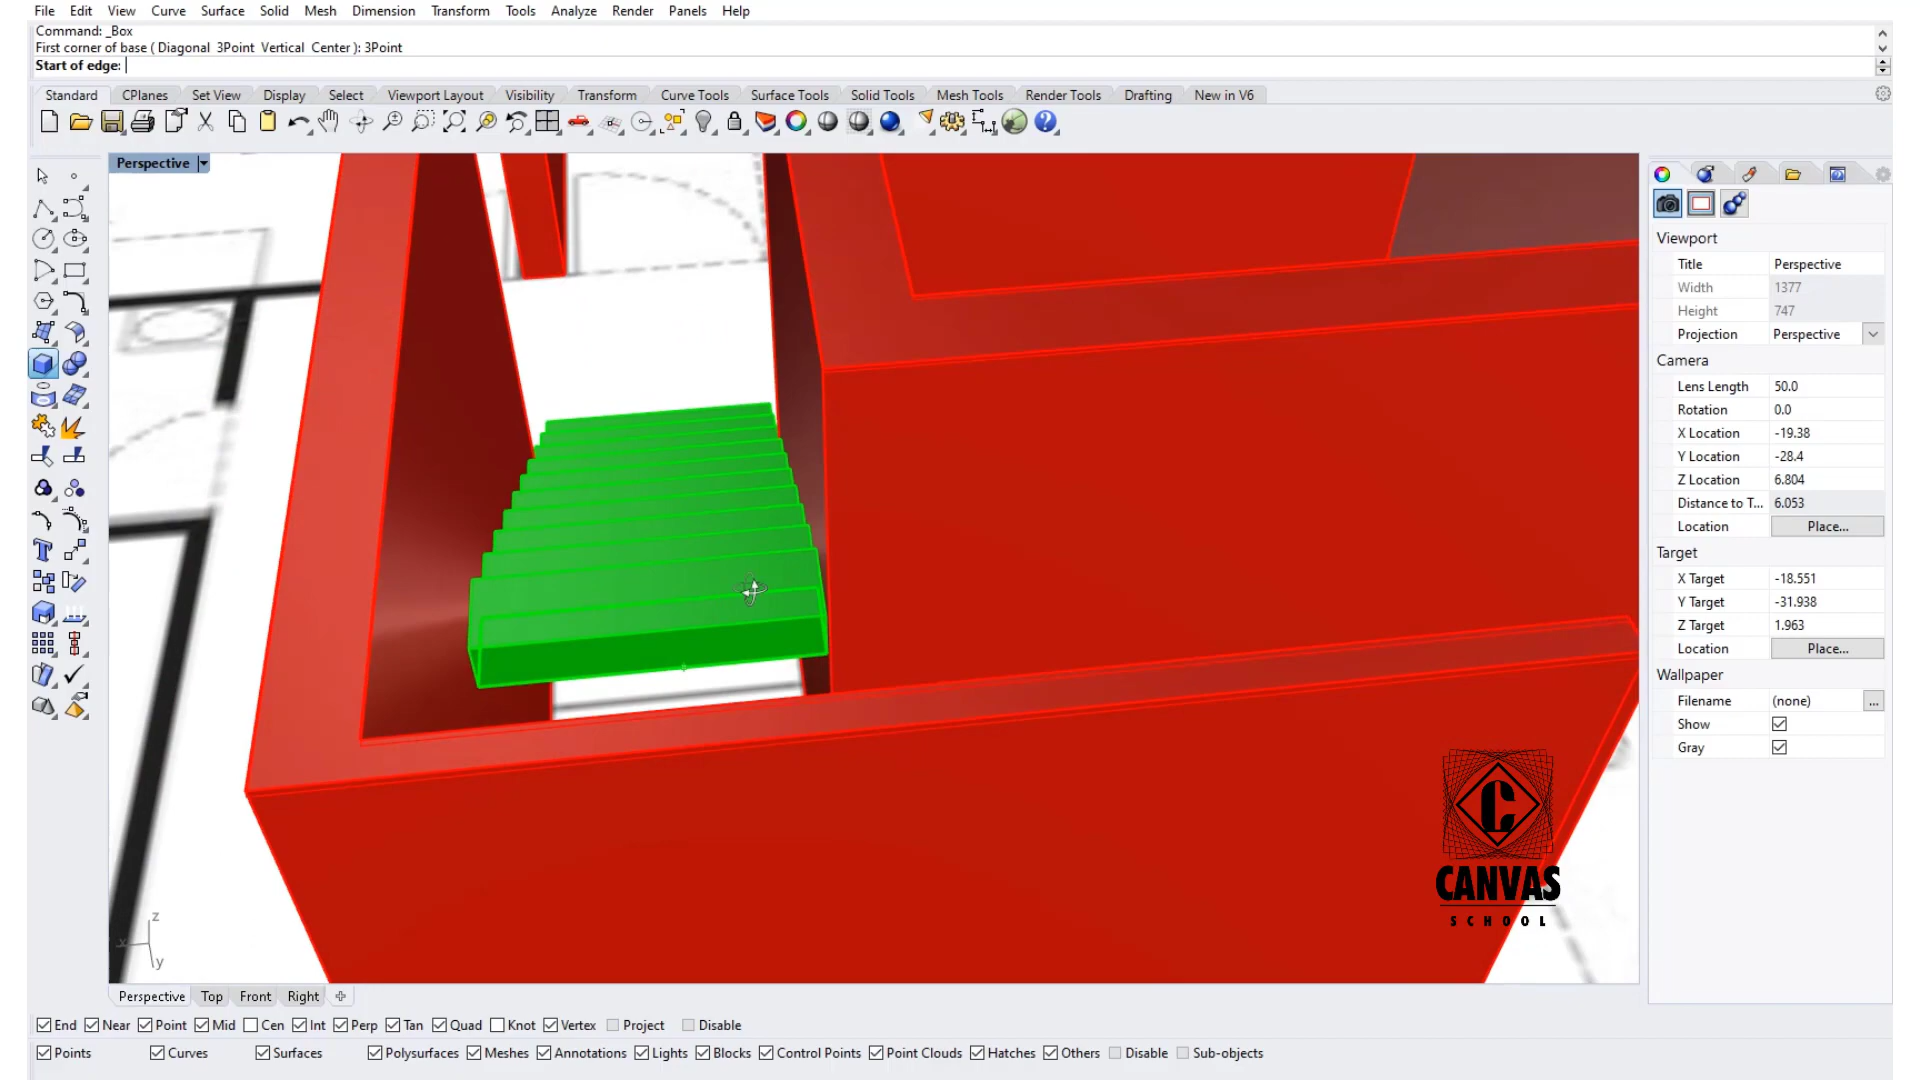 File Edit View Curve Surface Solid Mesh Dimension Transform Tools Analyze Render Panels Help
Command: _Box
First corner of base ( Diagonal 3Point Vertical Center ): 3Point
Start of edge:
Standard CPlanes Set View Display Select Viewport Layout Visibility Transform Curve Tools Surface Tools Solid Tools Mesh Tools Render Tools Drafting New in V6
Perspective
Viewport
Title Perspective
Width 1377
Height 747
Projection Perspective
Camera
Lens Length 50.0
Rotation 0.0
X Location -19.38
Y Location -28.4
Z Location 6.804
Distance to T... 6.053
Location Place...
Target
X Target -18.551
Y Target -31.938
Z Target 1.963
Location Place...
Wallpaper
Filename (none) ...
Show
Gray
CANVAS
SCHOOL
z
x
y
Perspective Top Front Right
End Near Point Mid Cen Int Perp Tan Quad Knot Vertex Project Disable
Points Curves Surfaces Polysurfaces Meshes Annotations Lights Blocks Control Points Point Clouds Hatches Others Disable Sub-objects